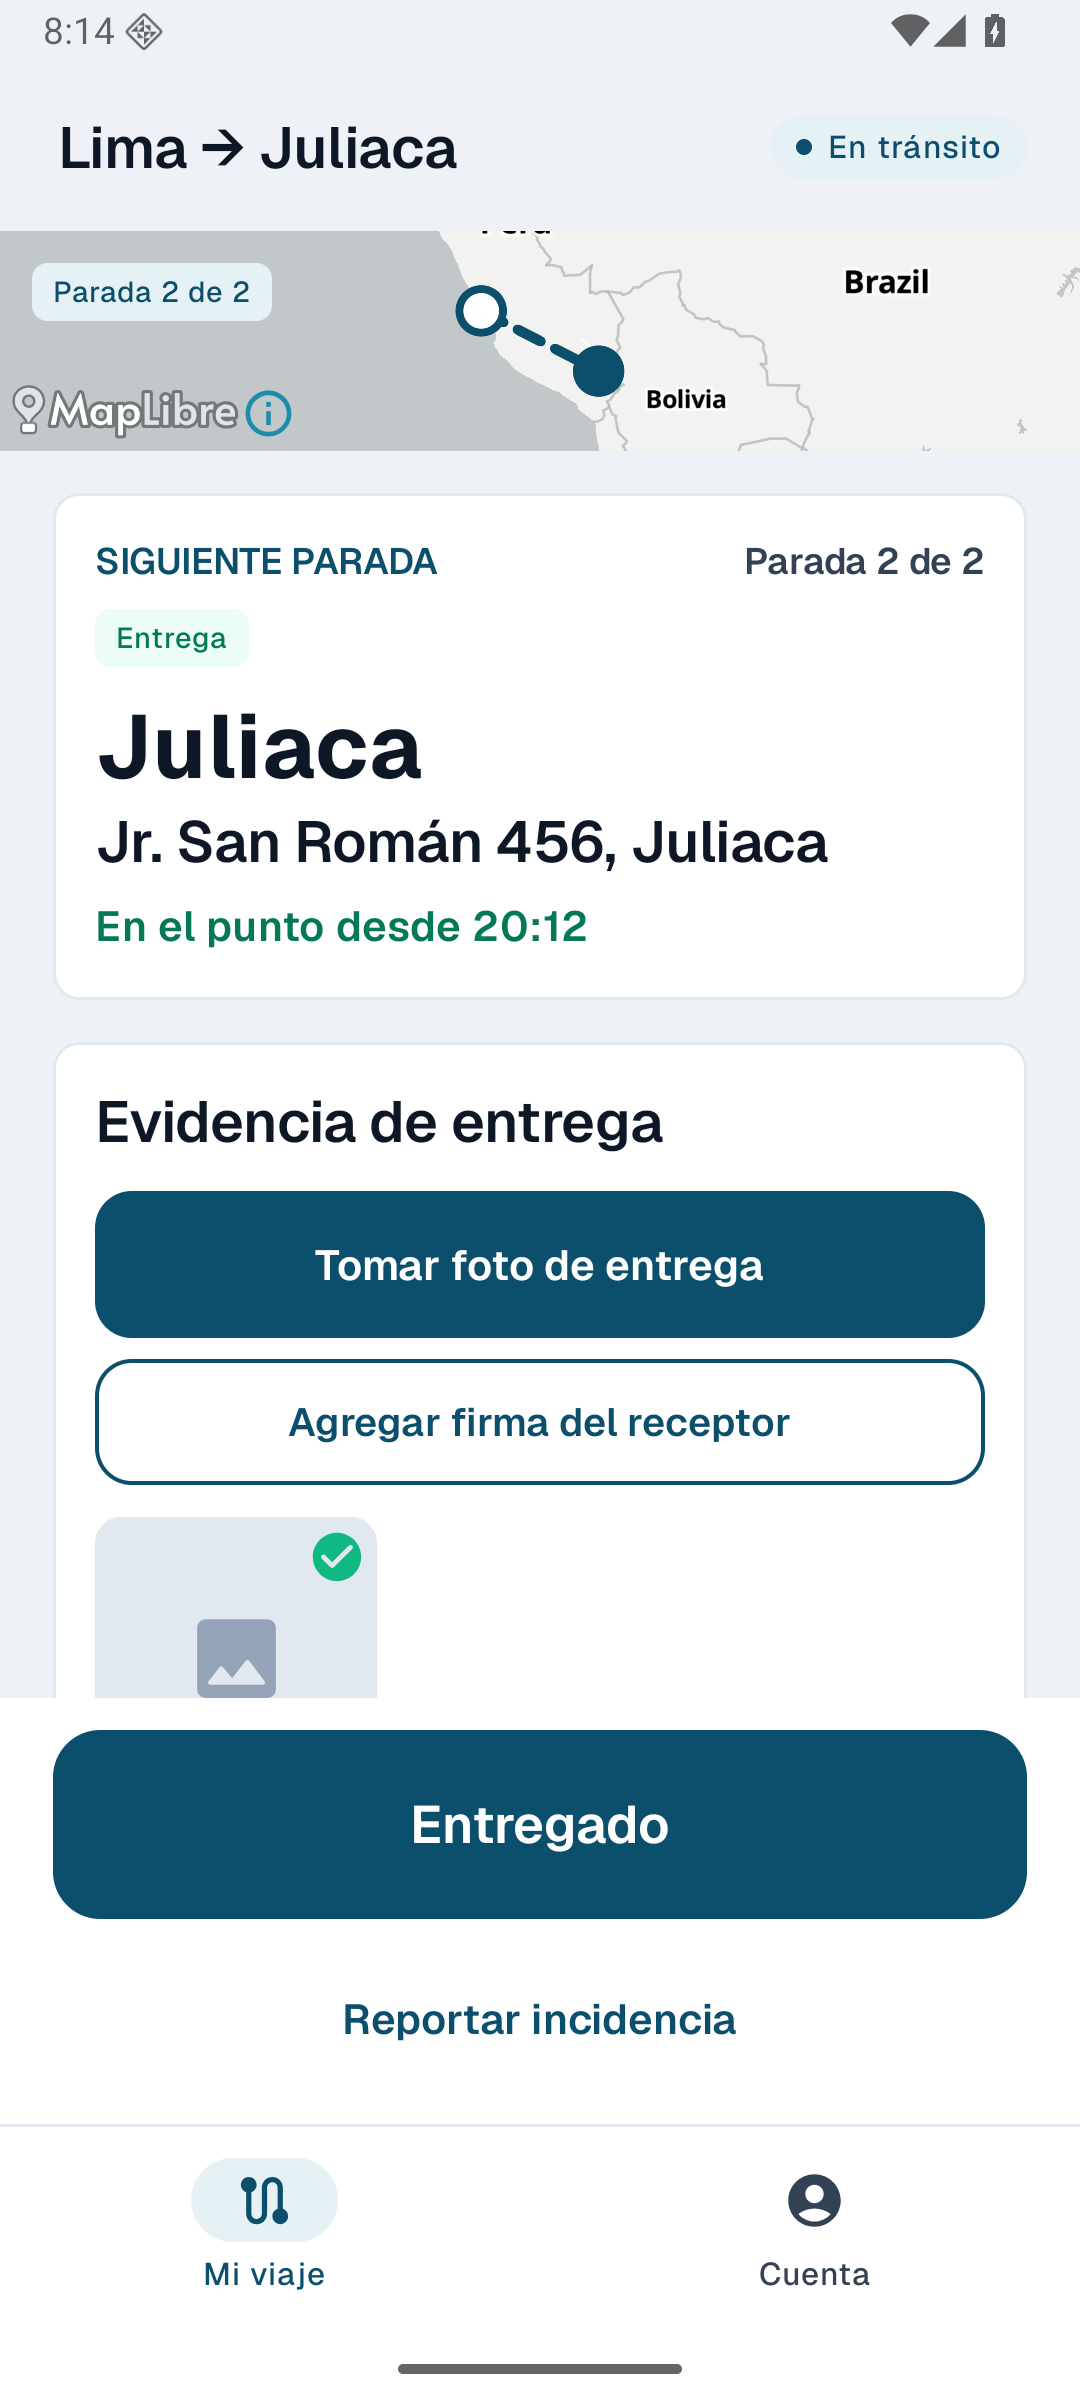 8:14
Lima → Juliaca
En tránsito
Parada 2 de 2
Brazil
Bolivia
MapLibre
SIGUIENTE PARADA
Parada 2 de 2
Entrega
Juliaca
Jr. San Román 456, Juliaca
En el punto desde 20:12
Evidencia de entrega
Tomar foto de entrega
Agregar firma del receptor
Entregado
Reportar incidencia
Mi viaje
Cuenta